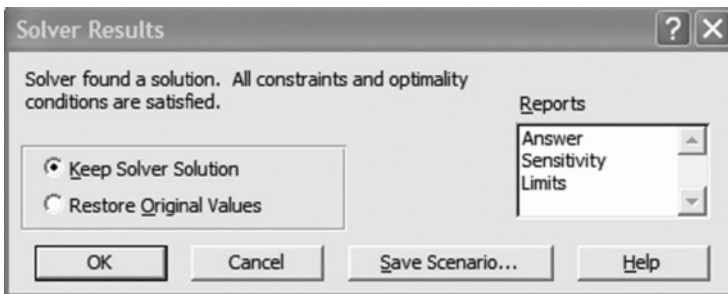 Solver Results
?
X
Solver found a solution. All constraints and optimality
conditions are satisfied.
Reports
Answer
Sensitivity
Limits
Keep Solver Solution
Restore Original Values
OK
Cancel
Save Scenario...
Help